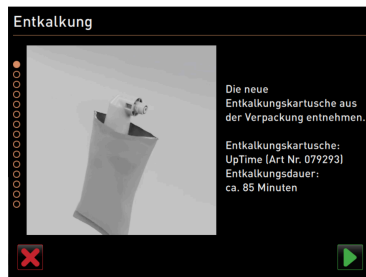 Entkalkung
Die neue
Entkalkungskartusche aus
der Verpackung entnehmen.
Entkalkungskartusche:
UpTime (Art Nr. 079293)
Entkalkungsdauer:
ca. 85 Minuten